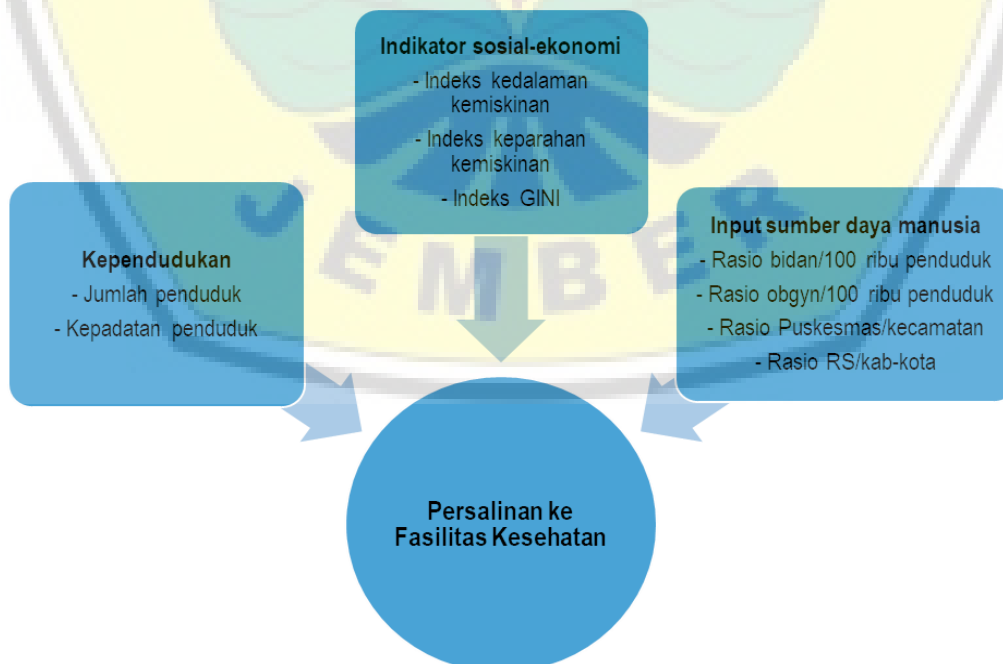 Indikator sosial-ekonomi
- Indeks kedalaman
kemiskinan
- Indeks keparahan
kemiskinan
- Indeks GINI
Kependudukan
- Jumlah penduduk
- Kepadatan penduduk
Input sumber daya manusia
- Rasio bidan/100 ribu penduduk
- Rasio obgyn/100 ribu penduduk
- Rasio Puskesmas/kecamatan
- Rasio RS/kab-kota
JEMBER
Persalinan ke
Fasilitas Kesehatan